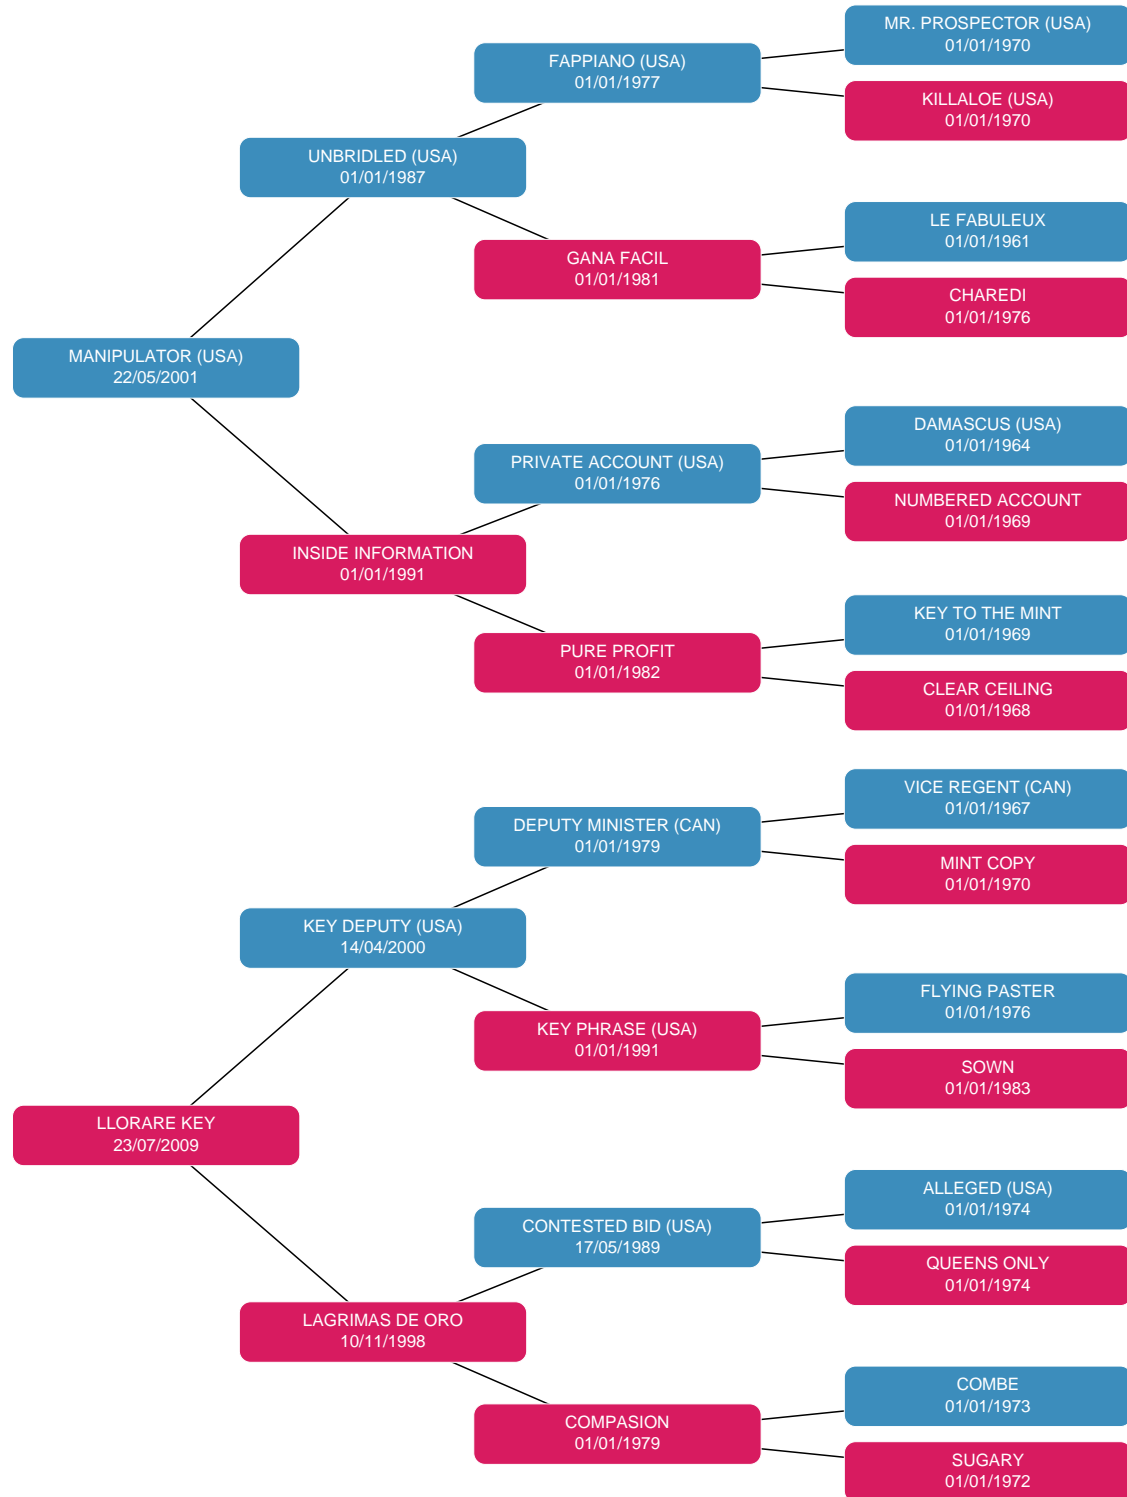 MR. PROSPECTOR (USA)
01/01/1970
FAPPIANO (USA)
01/01/1977
KILLALOE (USA)
01/01/1970
UNBRIDLED (USA)
01/01/1987
LE FABULEUX
01/01/1961
GANA FACIL
01/01/1981
CHAREDI
01/01/1976
MANIPULATOR (USA)
22/05/2001
DAMASCUS (USA)
01/01/1964
PRIVATE ACCOUNT (USA)
01/01/1976
NUMBERED ACCOUNT
01/01/1969
INSIDE INFORMATION
01/01/1991
KEY TO THE MINT
01/01/1969
PURE PROFIT
01/01/1982
CLEAR CEILING
01/01/1968
VICE REGENT (CAN)
01/01/1967
DEPUTY MINISTER (CAN)
01/01/1979
MINT COPY
01/01/1970
KEY DEPUTY (USA)
14/04/2000
FLYING PASTER
01/01/1976
KEY PHRASE (USA)
01/01/1991
SOWN
01/01/1983
LLORARE KEY
23/07/2009
ALLEGED (USA)
01/01/1974
CONTESTED BID (USA)
17/05/1989
QUEENS ONLY
01/01/1974
LAGRIMAS DE ORO
10/11/1998
COMBE
01/01/1973
COMPASION
01/01/1979
SUGARY
01/01/1972